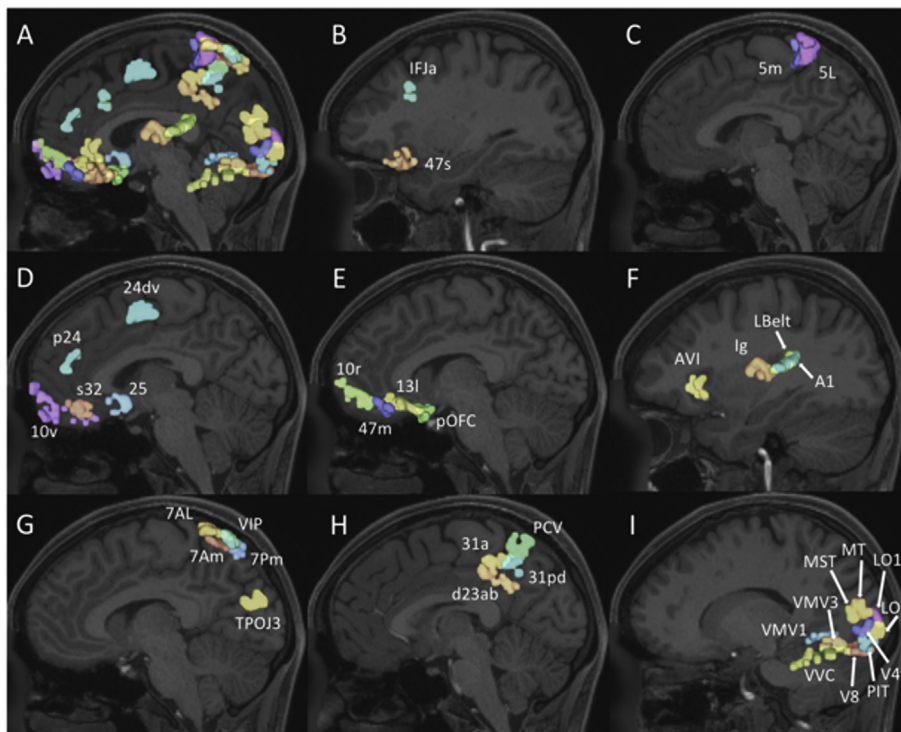 A
B
IFJa
47s
C
5m
5L
D
24dv
p24
s32
25
10v
E
10r
13l
47m
pOFC
F
LBelt
Ig
AVI
A1
G
7AL
VIP
7Am
7Pm
TPOJ3
H
PCV
31a
31pd
d23ab
I
MT
MST
LO1
VMV3
LO
VMV1
VVC
V4
V8
PIT